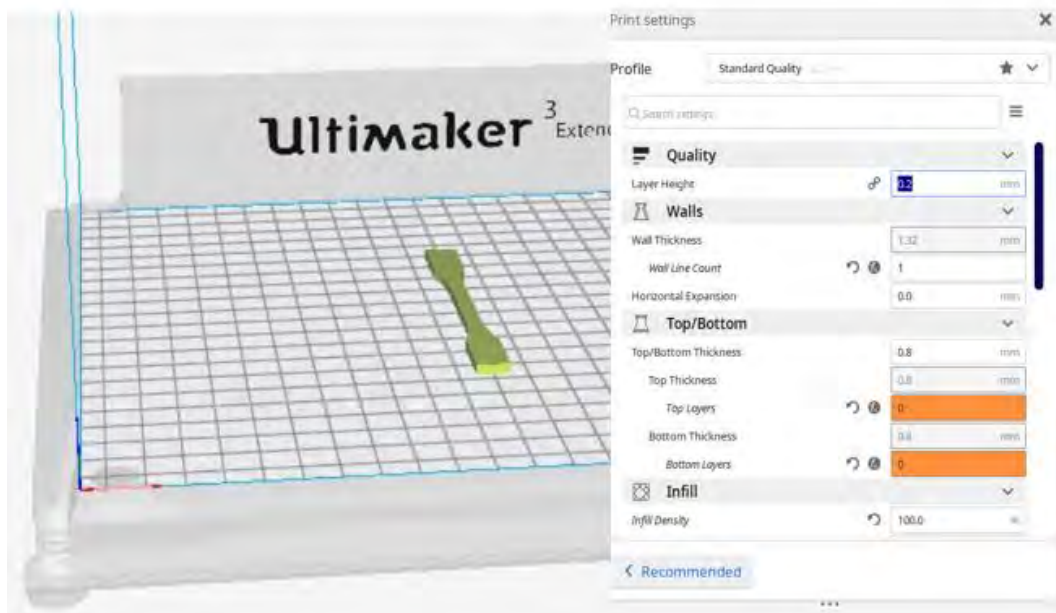 Ultimaker 3
Print settings
Profile Standard Quality
Search settings
Quality
Layer Height 0.2 mm
Walls
Wall Thickness 1.32 mm
Wall Line Count 1
Horizontal Expansion 0.0 mm
Top/Bottom
Top/Bottom Thickness 0.8 mm
Top Thickness 0.8 mm
Top Layers 0
Bottom Thickness 0.8 mm
Bottom Layers 0
Infill
Infill Density 100.0 %
Recommended